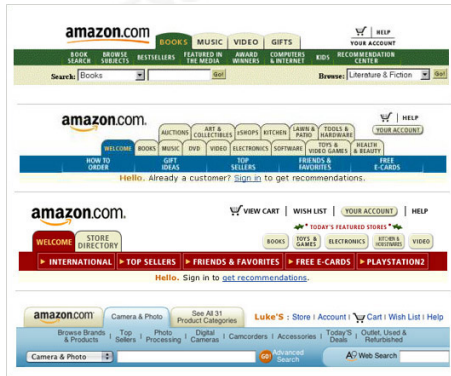 amazon.com BOOKS MUSIC VIDEO GIFTS HELP
YOUR ACCOUNT
BOOK SEARCH BROWSE SUBJECTS BESTSELLERS FEATURED IN THE MEDIA AWARD WINNERS COMPUTERS & INTERNET KIDS RECOMMENDATION CENTER
Search: Books Go! Browse: Literature & Fiction Go!
amazon.com. HELP
AUCTIONS ART & COLLECTIBLES eSHOPS KITCHEN LAWN & PATIO TOOLS & HARDWARE YOUR ACCOUNT
WELCOME BOOKS MUSIC DVD VIDEO ELECTRONICS SOFTWARE TOYS & VIDEO GAMES HEALTH & BEAUTY
HOW TO ORDER GIFT IDEAS TOP SELLERS FRIENDS & FAVORITES FREE E-CARDS
Hello. Already a customer? Sign in to get recommendations.
amazon.com. VIEW CART | WISH LIST | YOUR ACCOUNT | HELP
TODAY'S FEATURED STORES
WELCOME STORE DIRECTORY BOOKS TOYS & GAMES ELECTRONICS KITCHEN & HOUSEWARES VIDEO
INTERNATIONAL TOP SELLERS FRIENDS & FAVORITES FREE E-CARDS PLAYSTATION2
Hello. Sign in to get recommendations.
amazon.com Camera & Photo See All 31 Product Categories Luke'S : Store | Account | Cart | Wish List | Help
Browse Brands & Products | Top Sellers | Photo Processing | Digital Cameras | Camcorders | Accessories | Today'S Deals | Outlet, Used & Refurbished
Camera & Photo GO! Advanced Search A9 Web Search